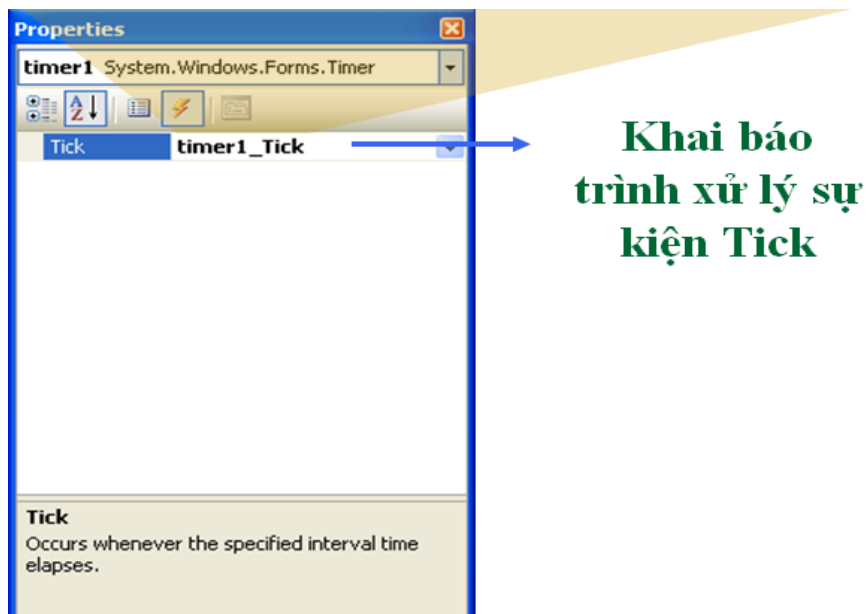 Properties
timer1 System.Windows.Forms.Timer
Tick timer1_Tick
Khai báo
trình xử lý sự
kiện Tick
Tick
Occurs whenever the specified interval time
elapses.